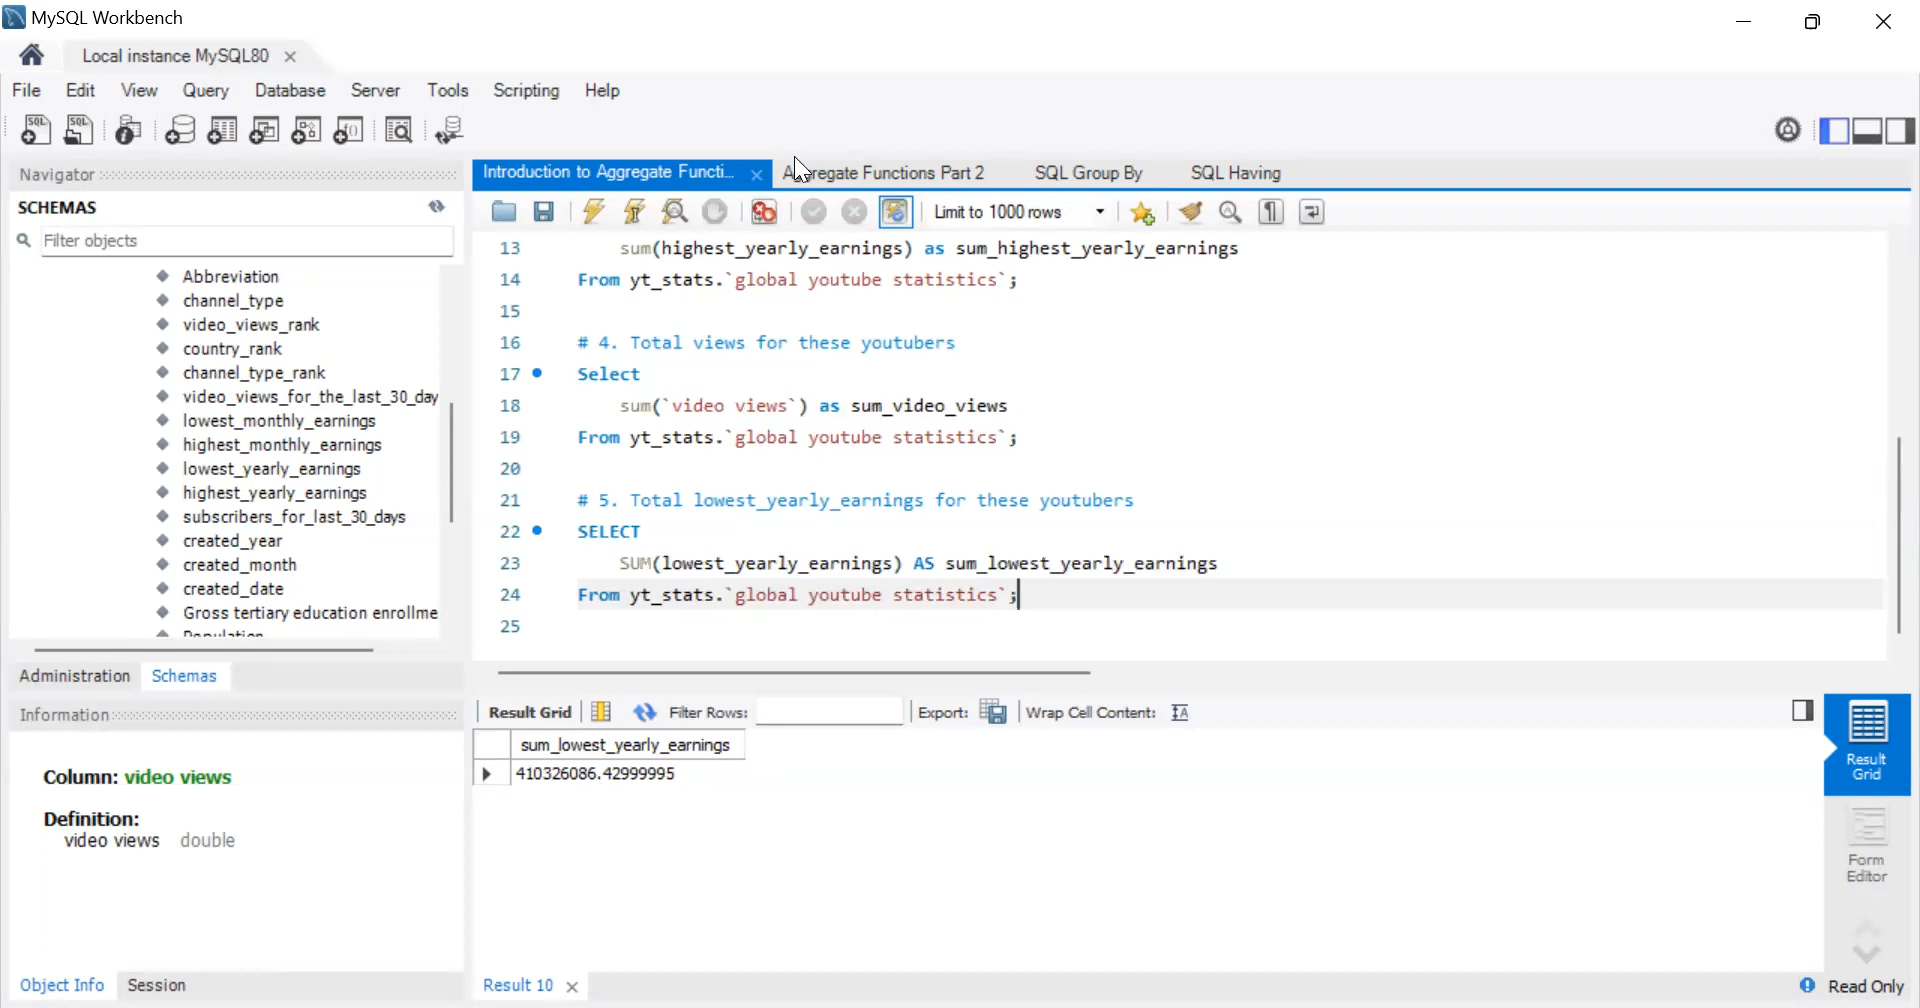 MySQL Workbench
Local instance MySQL80
File Edit View Query Database Server Tools Scripting Help
Navigator
SCHEMAS
Filter objects
Abbreviation
channel_type
video_views_rank
country_rank
channel_type_rank
video_views_for_the_last_30_day
lowest_monthly_earnings
highest_monthly_earnings
lowest_yearly_earnings
highest_yearly_earnings
subscribers_for_last_30_days
created_year
created_month
created_date
Gross tertiary education enrollme
Population
Administration Schemas
Information
Column: video views
Definition:
video views double
Object Info Session
Introduction to Aggregate Functi... Aggregate Functions Part 2 SQL Group By SQL Having
Limit to 1000 rows
13 sum(highest_yearly_earnings) as sum_highest_yearly_earnings
14 From yt_stats.`global youtube statistics`;
15
16 # 4. Total views for these youtubers
17 Select
18 sum(`video views`) as sum_video_views
19 From yt_stats.`global youtube statistics`;
20
21 # 5. Total lowest_yearly_earnings for these youtubers
22 SELECT
23 SUM(lowest_yearly_earnings) AS sum_lowest_yearly_earnings
24 From yt_stats.`global youtube statistics`;
25
Result Grid Filter Rows: Export: Wrap Cell Content:
sum_lowest_yearly_earnings
410326086.42999995
Result
Grid
Form
Editor
Result 10
Read Only